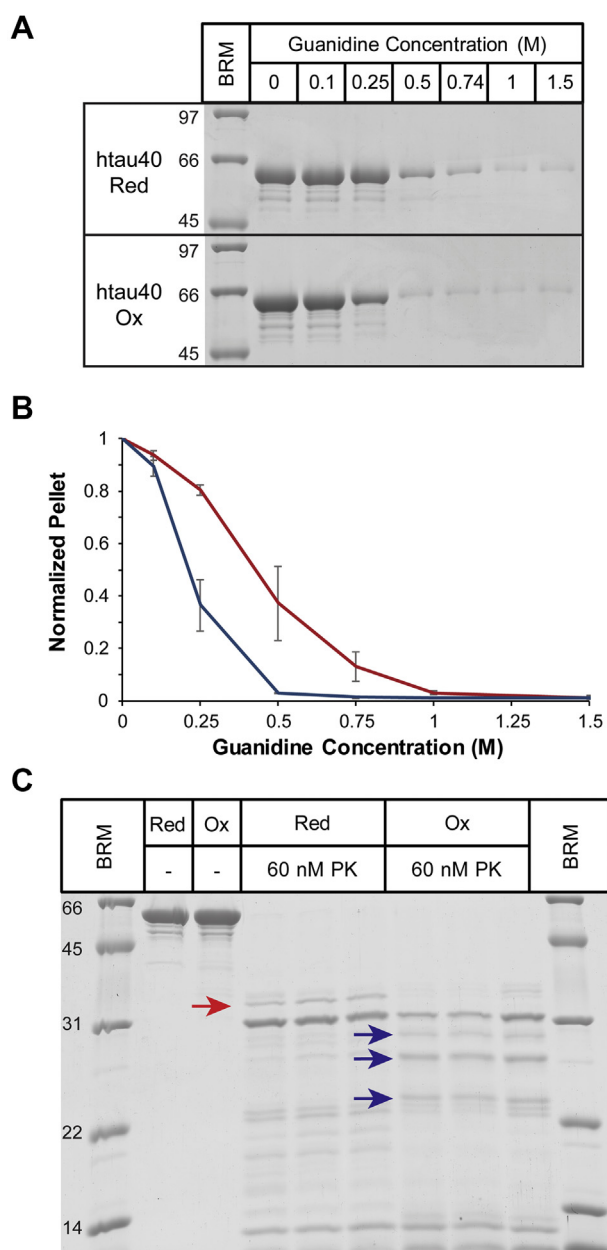 A
BRM
Guanidine Concentration (M)
0 0.1 0.25 0.5 0.74 1 1.5
htau40
Red
97
66
45
htau40
Ox
97
66
45
B
Normalized Pellet
1
0.8
0.6
0.4
0.2
0
0 0.25 0.5 0.75 1 1.25 1.5
Guanidine Concentration (M)
C
BRM
Red Ox Red Ox
- - 60 nM PK 60 nM PK
BRM
66
45
31
22
14